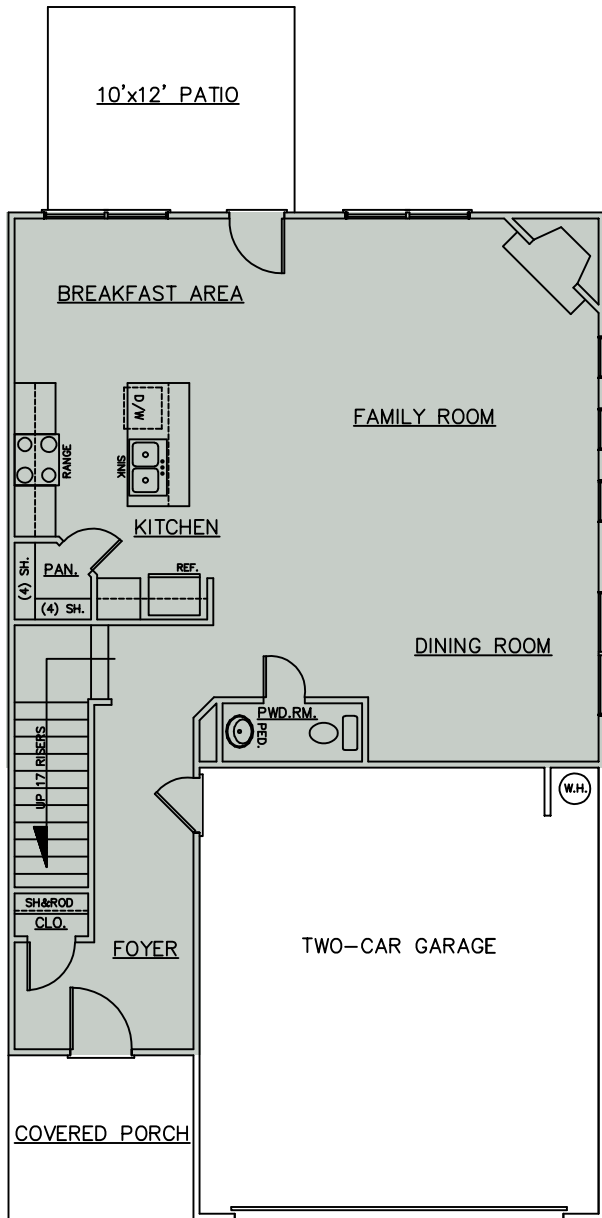 10'x12' PATIO
BREAKFAST AREA
D/W
FAMILY ROOM
RANGE
SINK
KITCHEN
(4) SH.
PAN.
REF.
(4) SH.
DINING ROOM
PWD.RM.
PED.
UP 17 RISERS
W.H.
SH&ROD
CLO.
FOYER
TWO-CAR GARAGE
COVERED PORCH